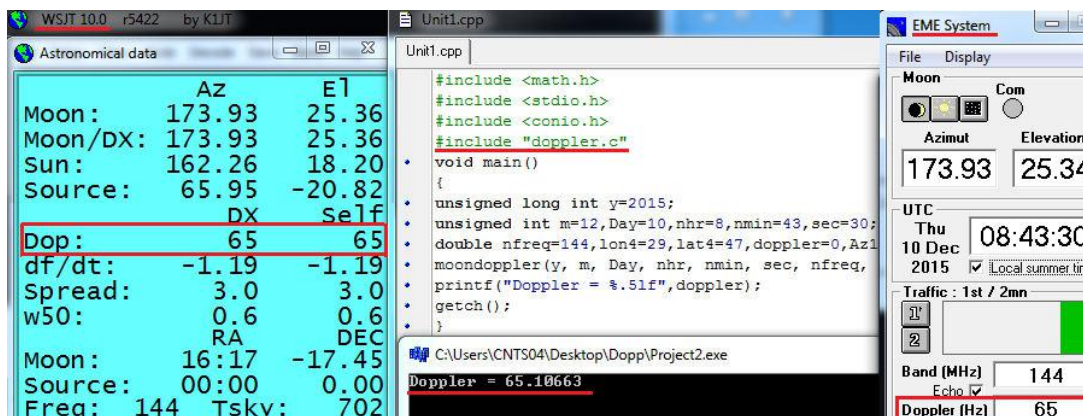 WSJT 10.0 r5422 by K1JT
Astronomical data
Az El
Moon: 173.93 25.36
Moon/DX: 173.93 25.36
Sun: 162.26 18.20
Source: 65.95 -20.82
DX Self
Dop: 65 65
df/dt: -1.19 -1.19
Spread: 3.0 3.0
w50: 0.6 0.6
RA DEC
Moon: 16:17 -17.45
Source: 00:00 0.00
Freq: 144 Tsky: 702
Unit1.cpp
Unit1.cpp
#include <math.h>
#include <stdio.h>
#include <conio.h>
#include "doppler.c"
void main()
{
unsigned long int y=2015;
unsigned int m=12,Day=10,nhr=8,nmin=43,sec=30;
double nfreq=144,lon4=29,lat4=47,doppler=0,Az1
moondoppler(y, m, Day, nhr, nmin, sec, nfreq,
printf("Doppler = %.5lf",doppler);
getch();
}
C:\Users\CNTS04\Desktop\Dopp\Project2.exe
Doppler = 65.10663
EME System
File Display
Moon
Com
Azimut Elevation
173.93 25.34
UTC
Thu
10 Dec
2015
08:43:30
Local summer tim
Traffic : 1st / 2mn
1'
2
Band (MHz) 144
Echo
Doppler (Hz) 65